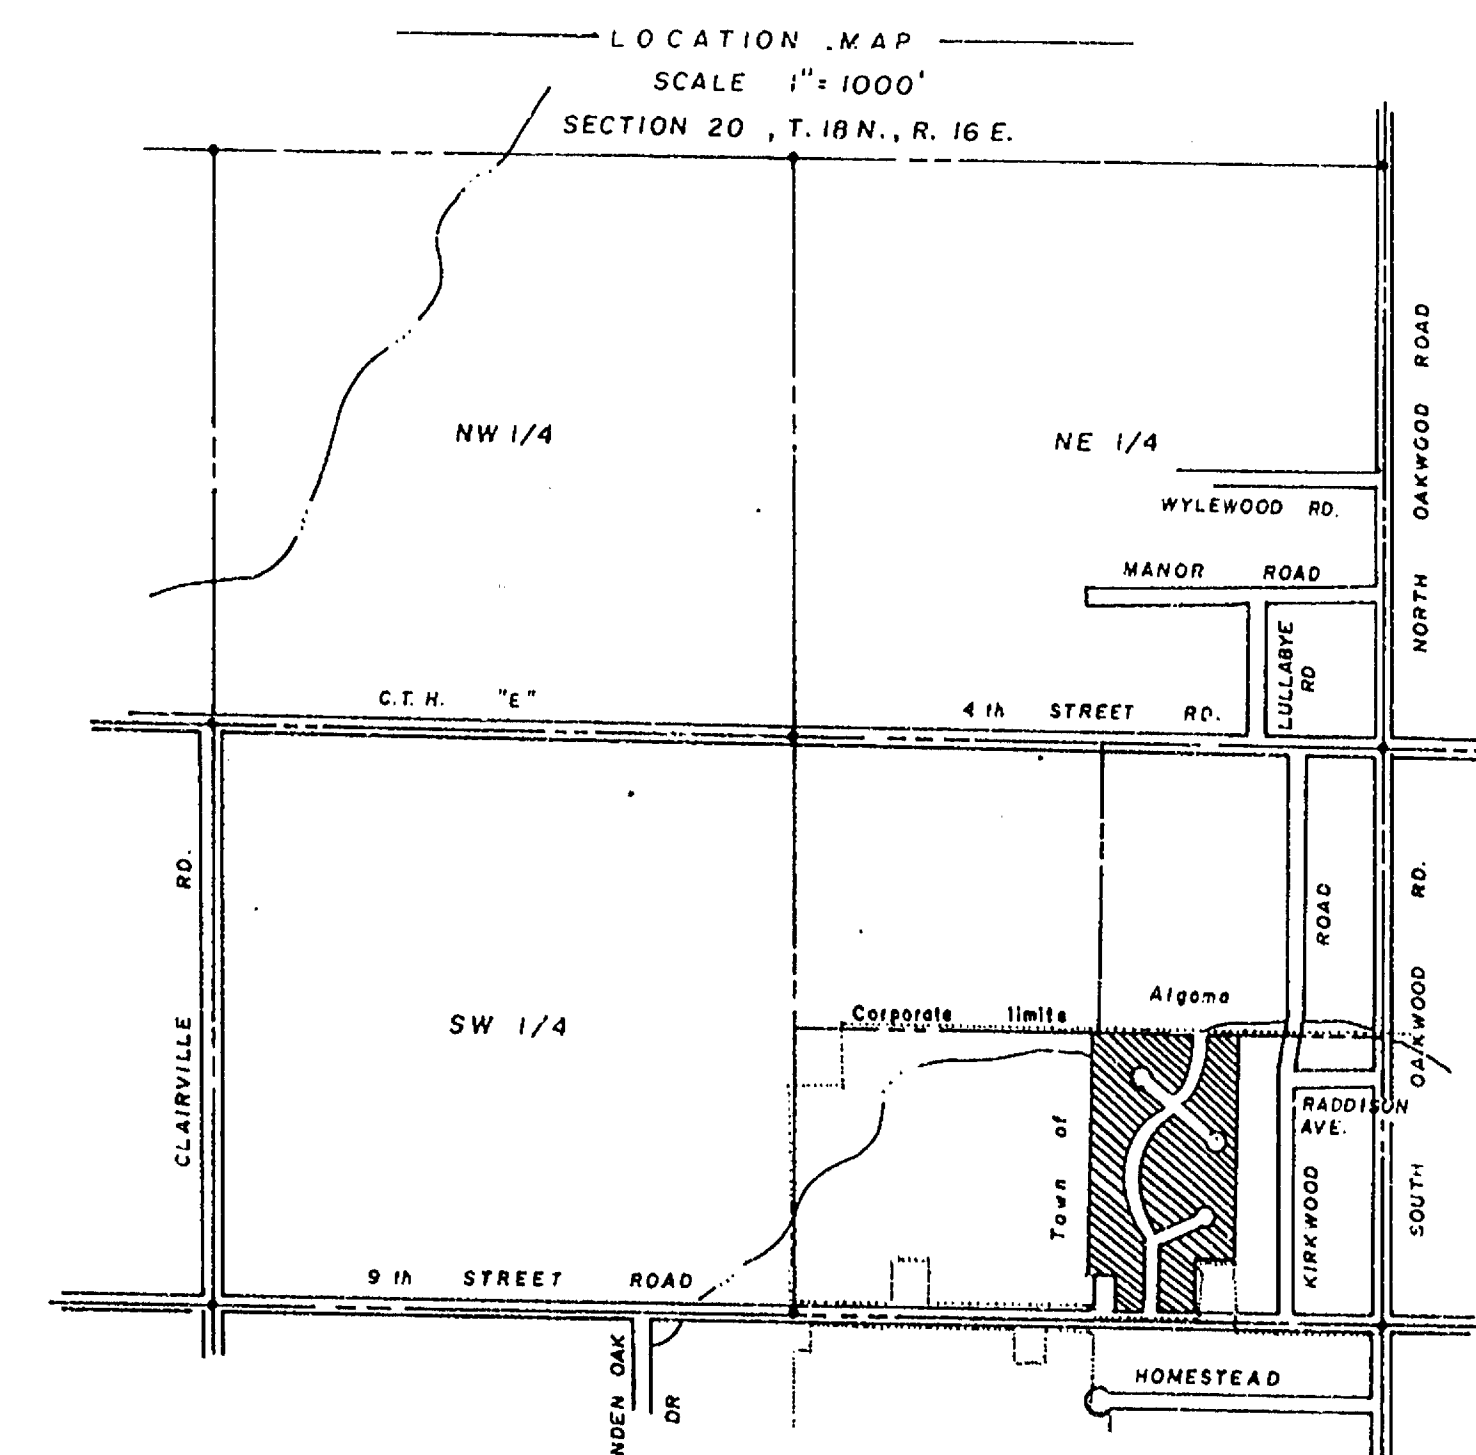 LOCATION MAP
SCALE 1"= 1000'
SECTION 20 , T. 18 N., R. 16 E.
NW 1/4
NE 1/4
NORTH OAKWOOD ROAD
WYLEWOOD RD.
MANOR ROAD
LULLABYE
RD
C.T.H. "E"
4 th STREET RD.
CLAIRVILLE RD.
SW 1/4
Corporate limits
Algoma
Town of
ROAD
KIRKWOOD
RADDISON
AVE.
SOUTH OAKWOOD RD.
9 th STREET ROAD
NDEN OAK
DR
HOMESTEAD